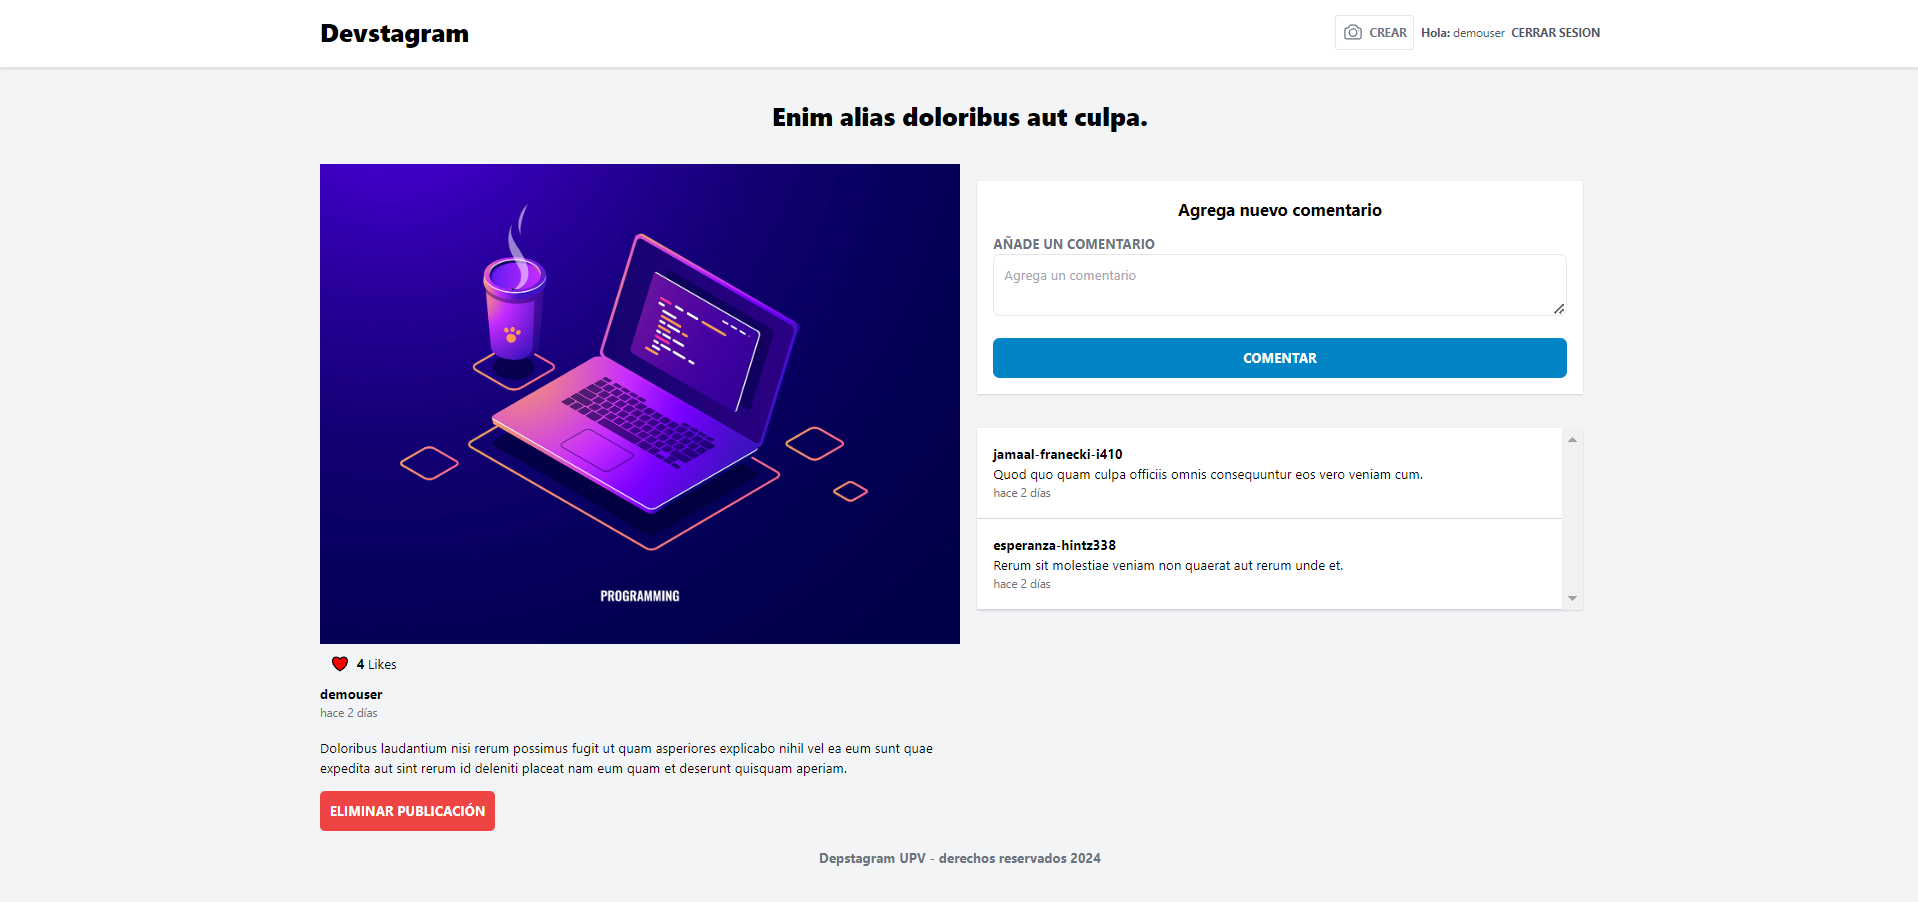 Devstagram
CREAR Hola: demouser CERRAR SESION
Enim alias doloribus aut culpa.
PROGRAMMING
4 Likes
demouser
hace 2 días
Doloribus laudantium nisi rerum possimus fugit ut quam asperiores explicabo nihil vel ea eum sunt quae
expedita aut sint rerum id deleniti placeat nam eum quam et deserunt quisquam aperiam.
ELIMINAR PUBLICACIÓN
Agrega nuevo comentario
AÑADE UN COMENTARIO
Agrega un comentario
COMENTAR
jamaal-franecki-i410
Quod quo quam culpa officiis omnis consequuntur eos vero veniam cum.
hace 2 días
esperanza-hintz338
Rerum sit molestiae veniam non quaerat aut rerum unde et.
hace 2 días
Depstagram UPV - derechos reservados 2024